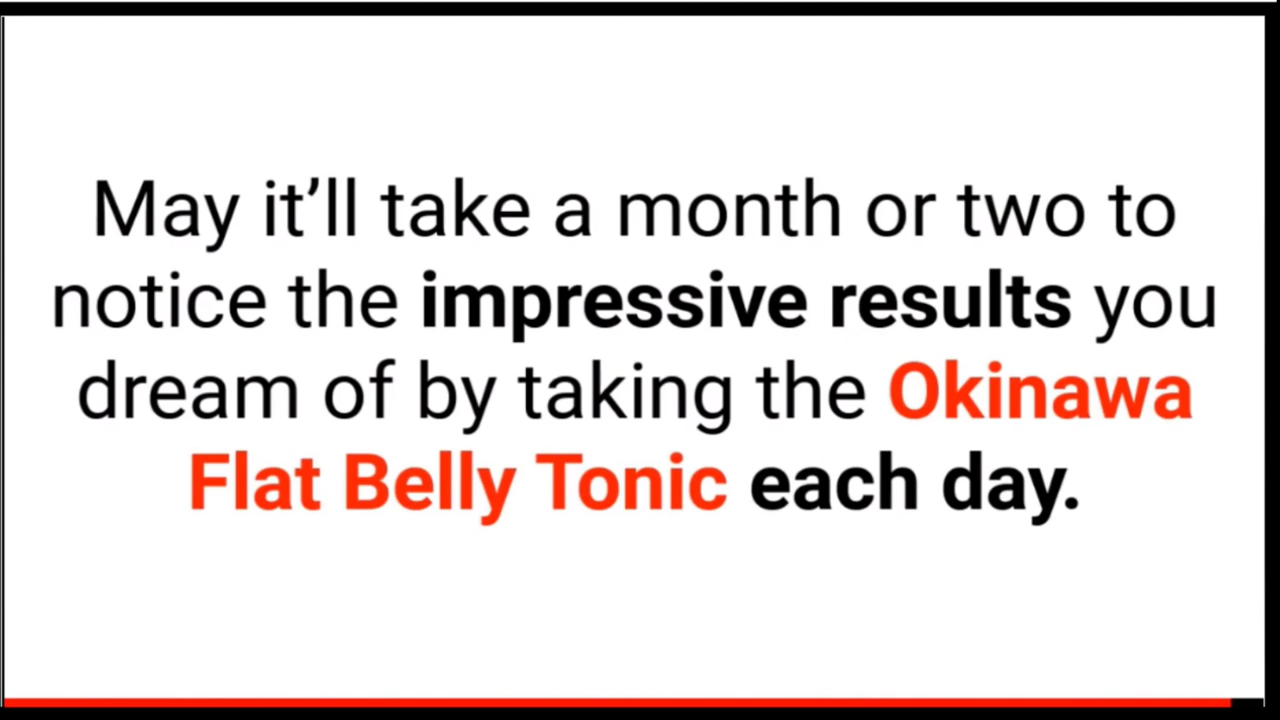 May it’ll take a month or two to
notice the impressive results you
dream of by taking the Okinawa
Flat Belly Tonic each day.